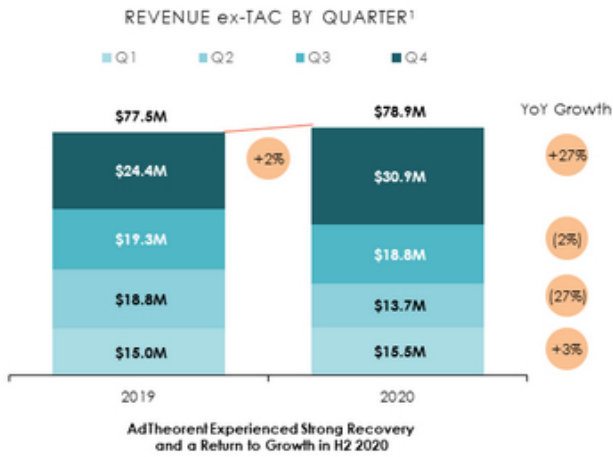 REVENUE ex-TAC BY QUARTER¹
Q1 Q2 Q3 Q4
$77.5M $78.9M YoY Growth
+2% +27%
$24.4M $30.9M
$19.3M $18.8M (2%)
$18.8M $13.7M (27%)
$15.0M $15.5M +3%
2019 2020
AdTheorent Experienced Strong Recovery
and a Return to Growth in H2 2020